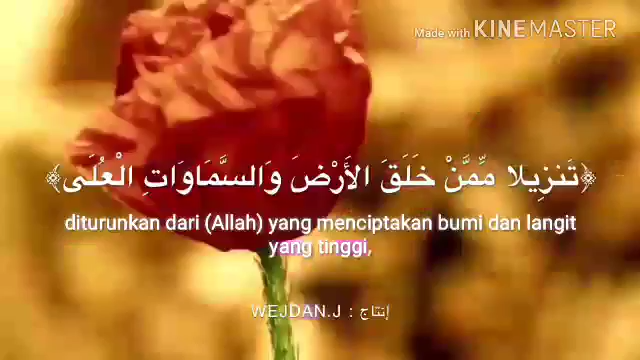 Made with KINEMASTER
﴿تَنزِيلا مِّمَّنْ خَلَقَ الأَرْضَ وَالسَّمَاوَاتِ الْعُلَى﴾
diturunkan dari (Allah) yang menciptakan bumi dan langit
yang tinggi,
إنتاج : WEJDAN.J